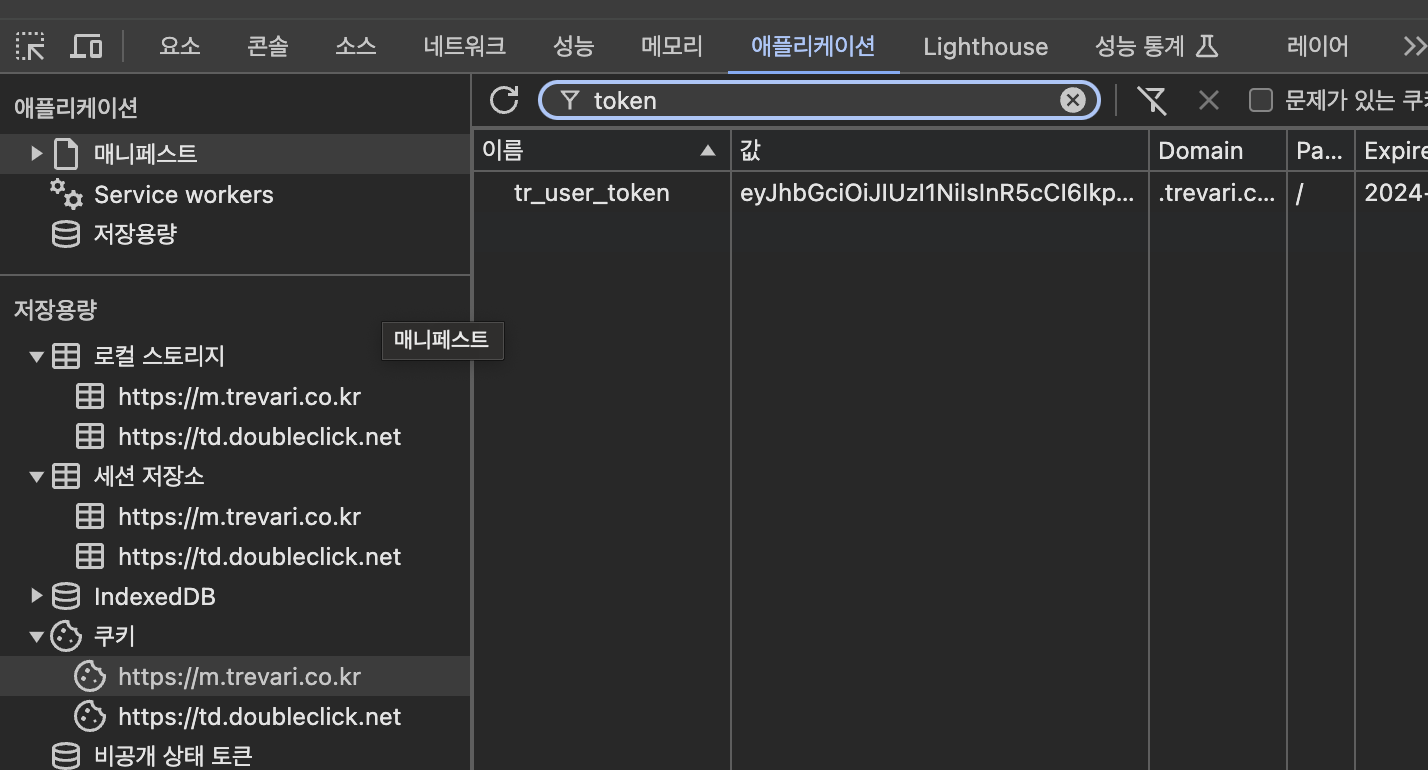 요소 콘솔 소스 네트워크 성능 메모리 애플리케이션 Lighthouse 성능 통계 레이어
애플리케이션
매니페스트
Service workers
저장용량
저장용량
로컬 스토리지
https://m.trevari.co.kr
https://td.doubleclick.net
세션 저장소
https://m.trevari.co.kr
https://td.doubleclick.net
IndexedDB
쿠키
https://m.trevari.co.kr
https://td.doubleclick.net
비공개 상태 토큰
매니페스트
token 문제가 있는
이름 값 Domain Pa... Expire
tr_user_token eyJhbGciOiJIUzI1NiIsInR5cCI6Ikp... .trevari.c... / 2024-